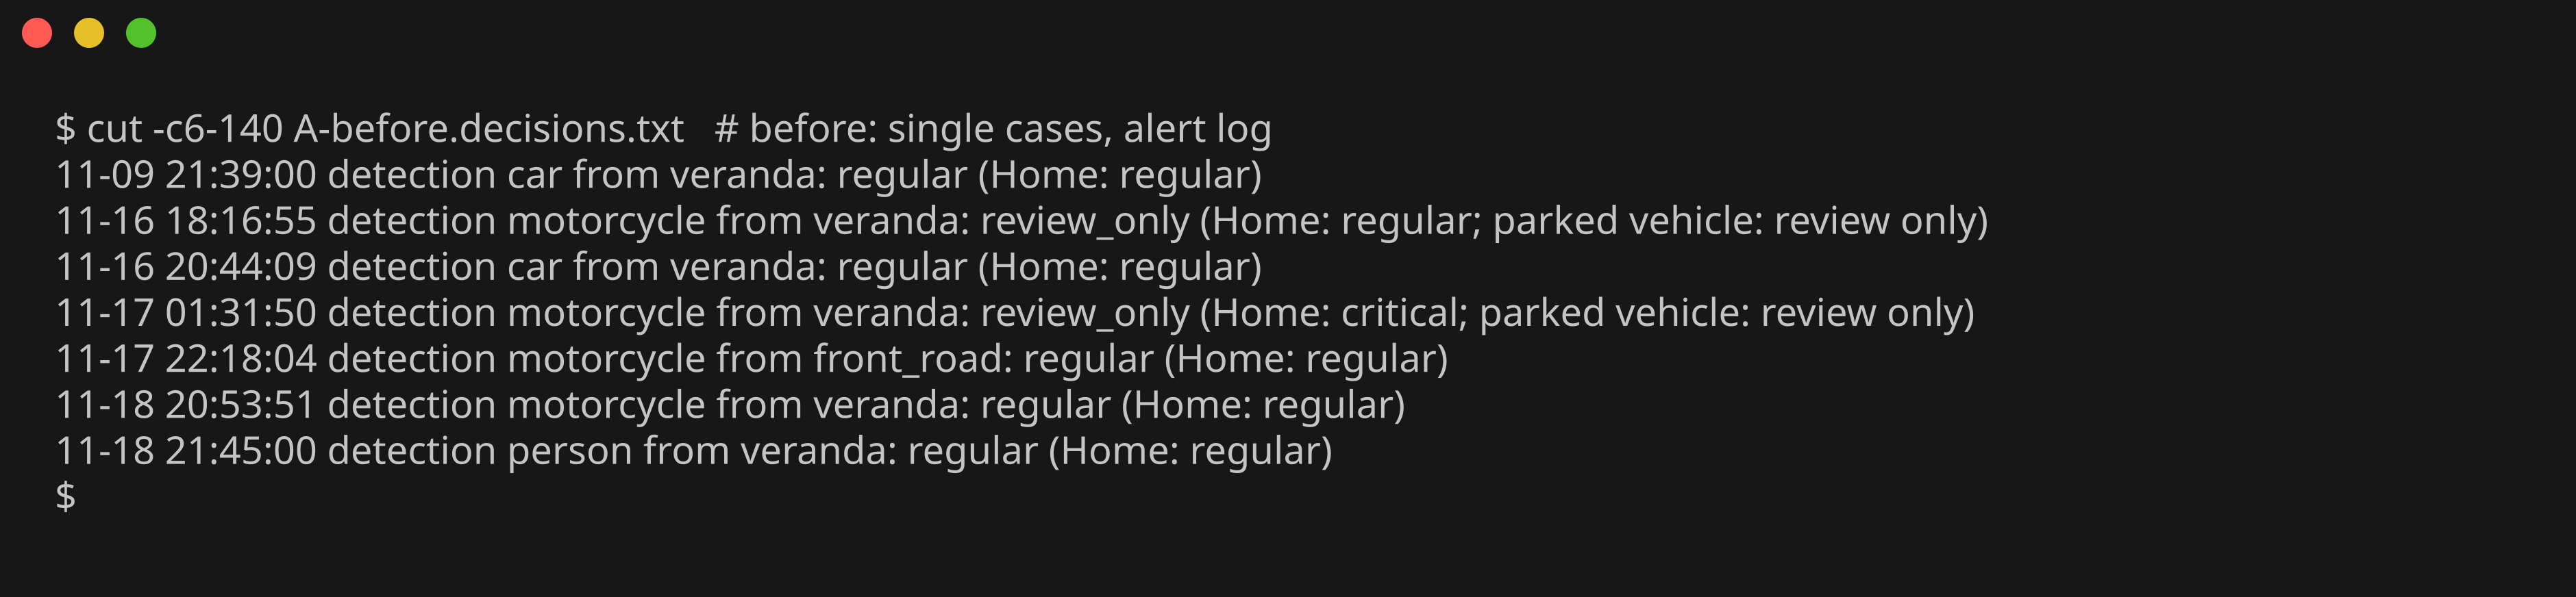 $ cut -c6-140 A-before.decisions.txt   # before: single cases, alert log
11-09 21:39:00 detection car from veranda: regular (Home: regular)
11-16 18:16:55 detection motorcycle from veranda: review_only (Home: regular; parked vehicle: review only)
11-16 20:44:09 detection car from veranda: regular (Home: regular)
11-17 01:31:50 detection motorcycle from veranda: review_only (Home: critical; parked vehicle: review only)
11-17 22:18:04 detection motorcycle from front_road: regular (Home: regular)
11-18 20:53:51 detection motorcycle from veranda: regular (Home: regular)
11-18 21:45:00 detection person from veranda: regular (Home: regular)
$